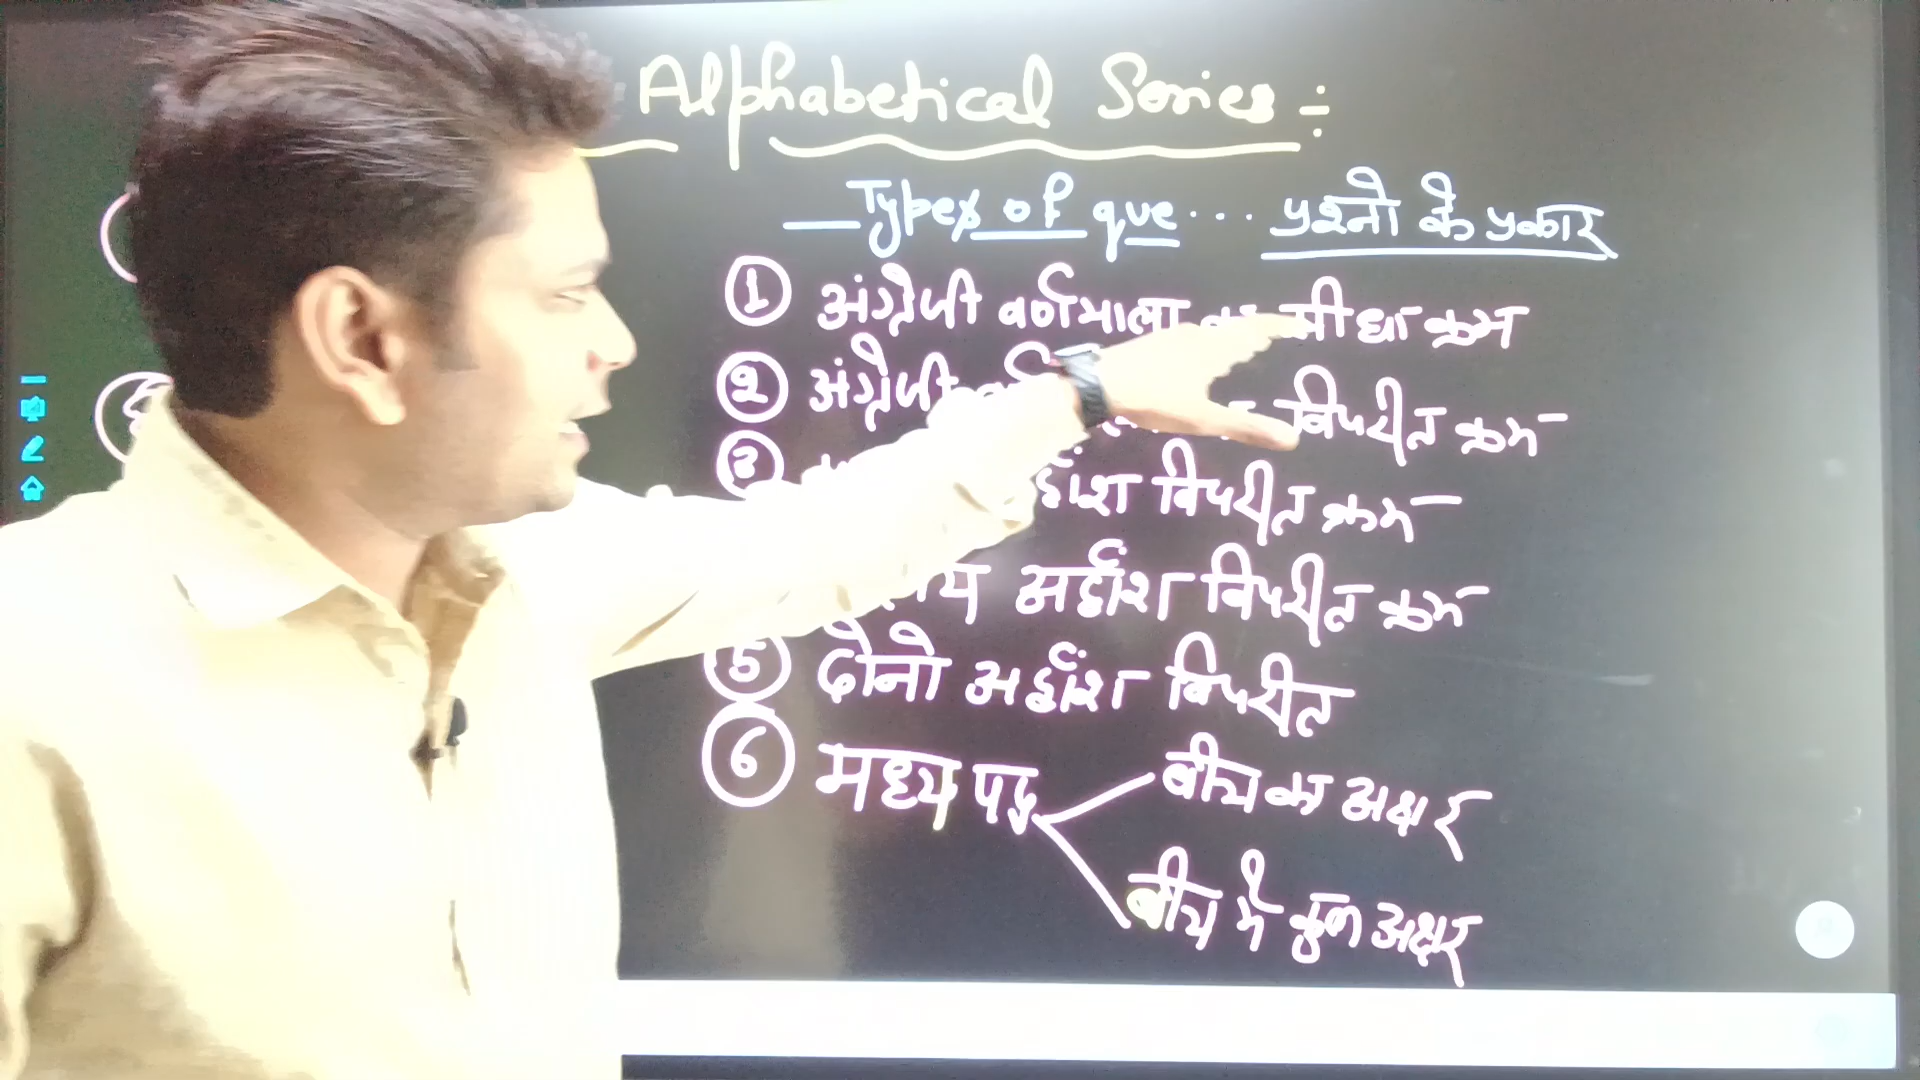 Alphabetical Series :-
Types of que... प्रश्नो के प्रकार
① अंग्रेजी वर्णमाला का सीधा क्रम
② अंग्रेजी विपरीत क्रम
③ अर्द्धांश विपरीत क्रम
अर्द्धांश विपरीत क्रम
⑤ दोनो अर्द्धांश विपरीत
⑥ मध्य पद
बीच का अक्षर
बीच मे कुल अक्षर